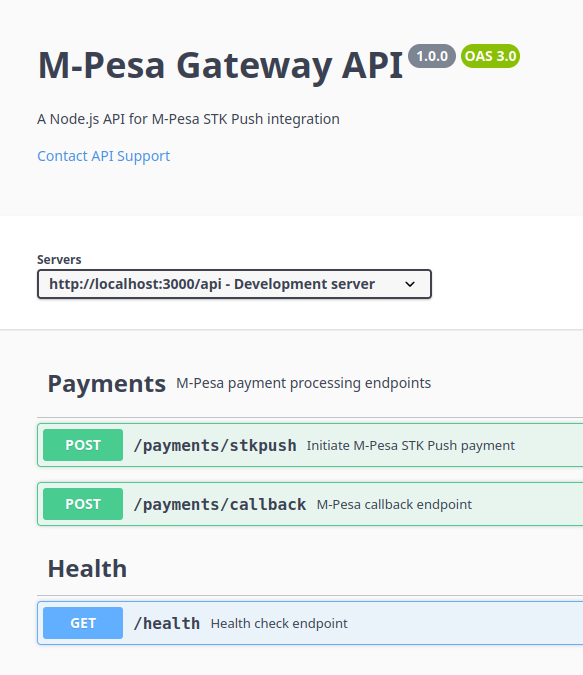 M-Pesa Gateway API 1.0.0 OAS 3.0
A Node.js API for M-Pesa STK Push integration
Contact API Support
Servers
http://localhost:3000/api - Development server
Payments M-Pesa payment processing endpoints
POST /payments/stkpush Initiate M-Pesa STK Push payment
POST /payments/callback M-Pesa callback endpoint
Health
GET /health Health check endpoint